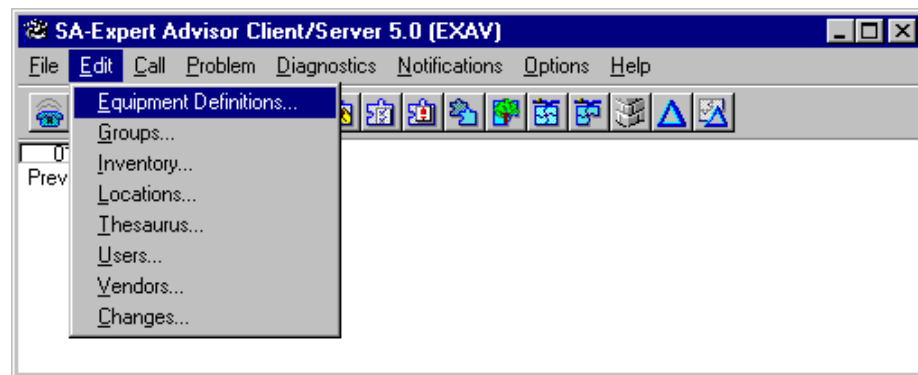 SA-Expert Advisor Client/Server 5.0 (EXAV)
File Edit Call Problem Diagnostics Notifications Options Help
Equipment Definitions...
Groups...
Inventory...
Locations...
Thesaurus...
Users...
Vendors...
Changes...
Prev